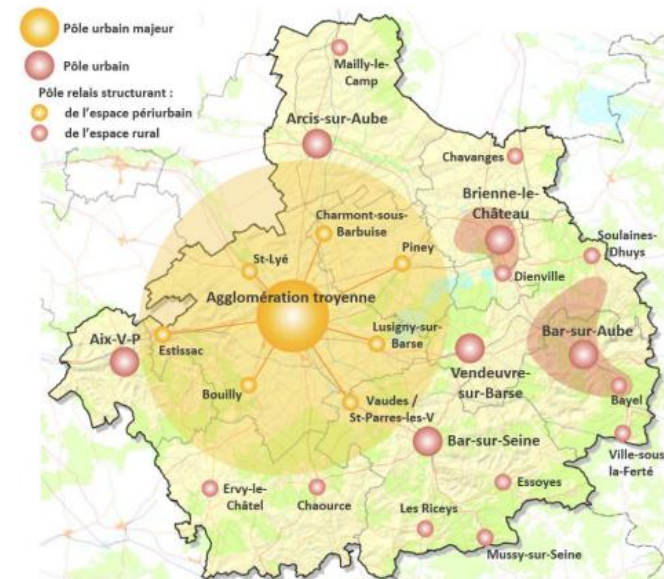 Pôle urbain majeur
Pôle urbain
Pôle relais structurant :
de l'espace périurbain
de l'espace rural
Mailly-le-
Camp
Arcis-sur-Aube
Chavanges
Brienne-le-
Château
Charmont-sous-
Barbuise
Piney
Soulaines-
Dhuys
St-Lyé
Dienville
Agglomération troyenne
Aix-V-P
Estissac
Lusigny-sur-
Barse
Bar-sur-Aube
Vendeuvre-
sur-Barse
Bouilly
Vaudes /
St-Parres-les-V
Bayel
Bar-sur-Seine
Ville-sous
la-Ferté
Ervy-le-
Châtel
Chaource
Essoyes
Les Riceys
Mussy-sur-Seine